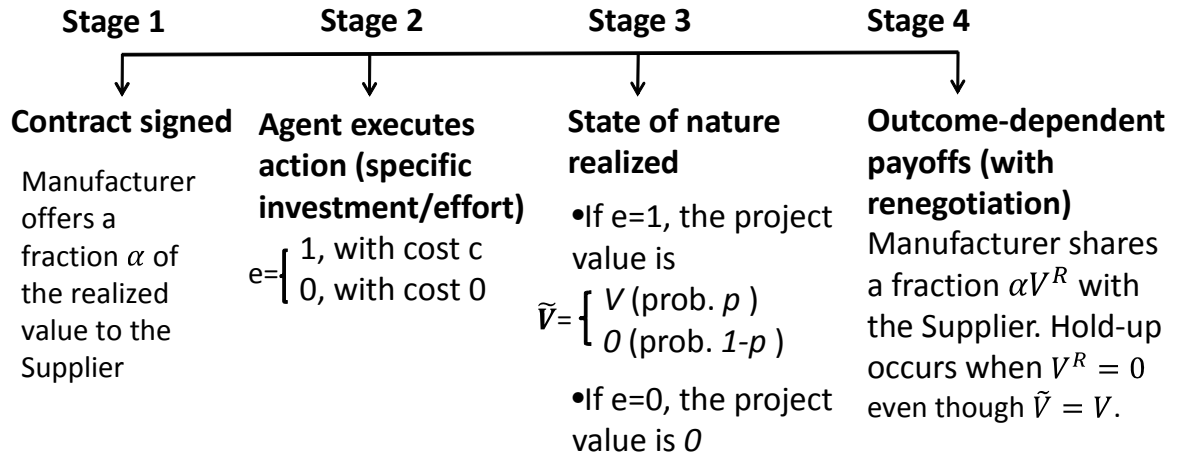 Stage 1
Stage 2
Stage 3
Stage 4
Contract signed
Manufacturer
offers a
fraction α of
the realized
value to the
Supplier
Agent executes
action (specific
investment/effort)
e={ 1, with cost c
0, with cost 0
State of nature
realized
•If e=1, the project
value is
Ṽ={ V (prob. p )
0 (prob. 1-p )
•If e=0, the project
value is 0
Outcome-dependent
payoffs (with
renegotiation)
Manufacturer shares
a fraction αV^R with
the Supplier. Hold-up
occurs when V^R = 0
even though Ṽ = V.